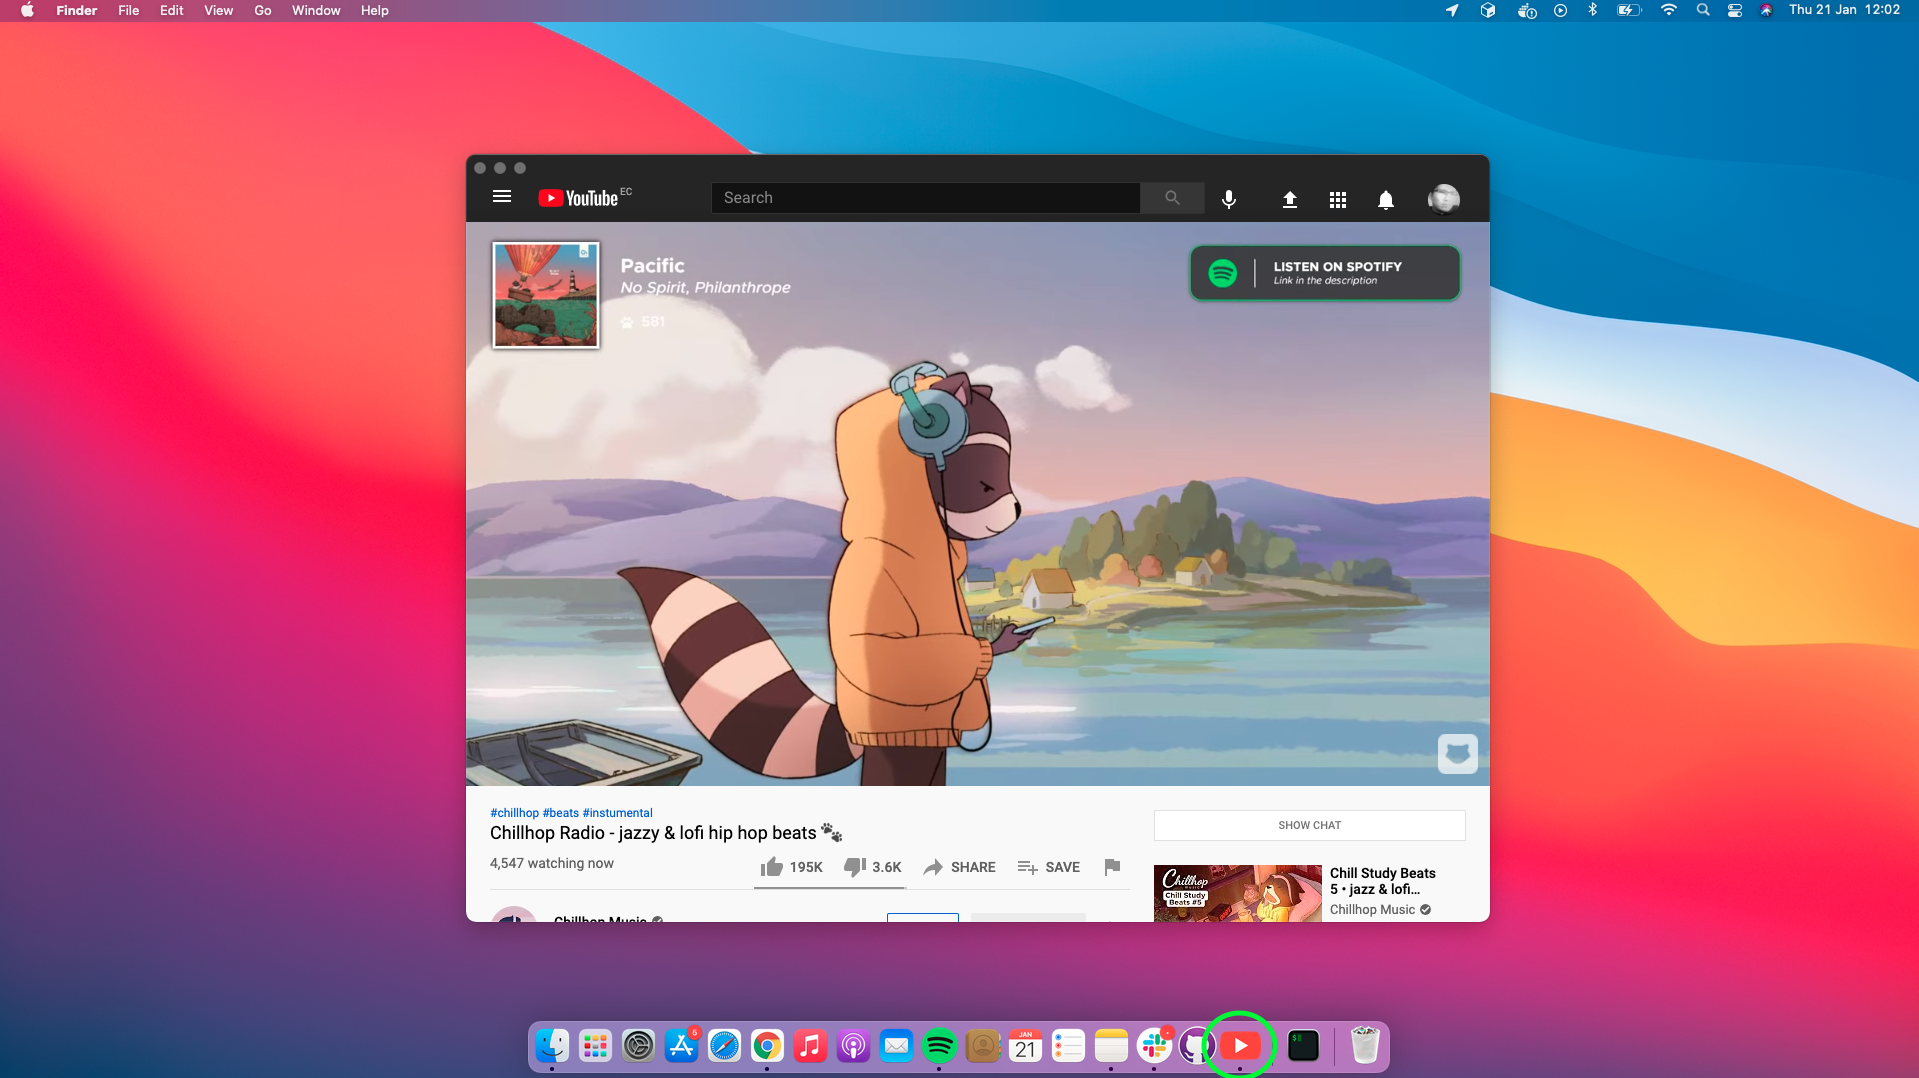 Finder File Edit View Go Window Help
Thu 21 Jan 12:02
YouTube EC
Search
Pacific
No Spirit, Philanthrope
581
LISTEN ON SPOTIFY
Link in the description
#chillhop #beats #instumental
Chillhop Radio - jazzy & lofi hip hop beats
4,547 watching now
195K 3.6K SHARE SAVE
Chillhop Music
SHOW CHAT
Chillhop
MUSIC
Chill Study
Beats #5
Chill Study Beats
5 • jazz & lofi...
Chillhop Music
5
JAN
21